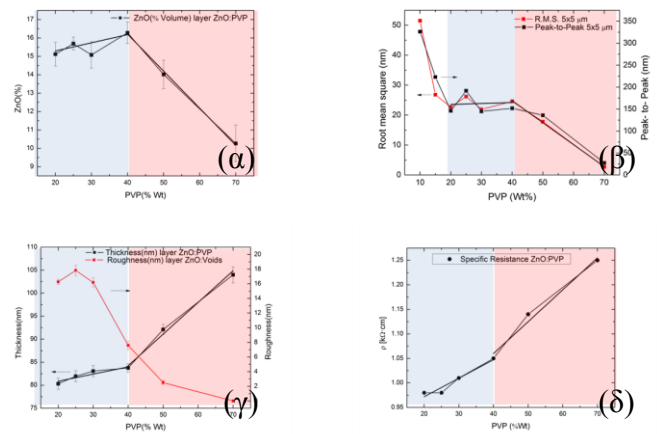 ZnO(% Volume) layer ZnO:PVP
ZnO(%)
17
16
15
14
13
12
11
10
9
20 30 40 50 60 70
PVP(% Wt)
(α)
R.M.S. 5x5 μm
Peak-to-Peak 5x5 μm
Root mean square (nm)
50
40
30
20
10
0
Peak- to- Peak (nm)
350
300
250
200
150
100
50
0
10 20 30 40 50 60 70
PVP (Wt%)
(β)
Thickness(nm) layer ZnO:PVP
Roughness(nm) layer ZnO:Voids
Thickness(nm)
110
105
100
95
90
85
80
75
Roughness(nm)
20
18
16
14
12
10
8
6
4
2
20 30 40 50 60 70
PVP(% Wt)
(γ)
Specific Resistance ZnO:PVP
ρ [kΩ·cm]
1.25
1.20
1.15
1.10
1.05
1.00
0.95
20 30 40 50 60 70
PVP (%Wt)
(δ)